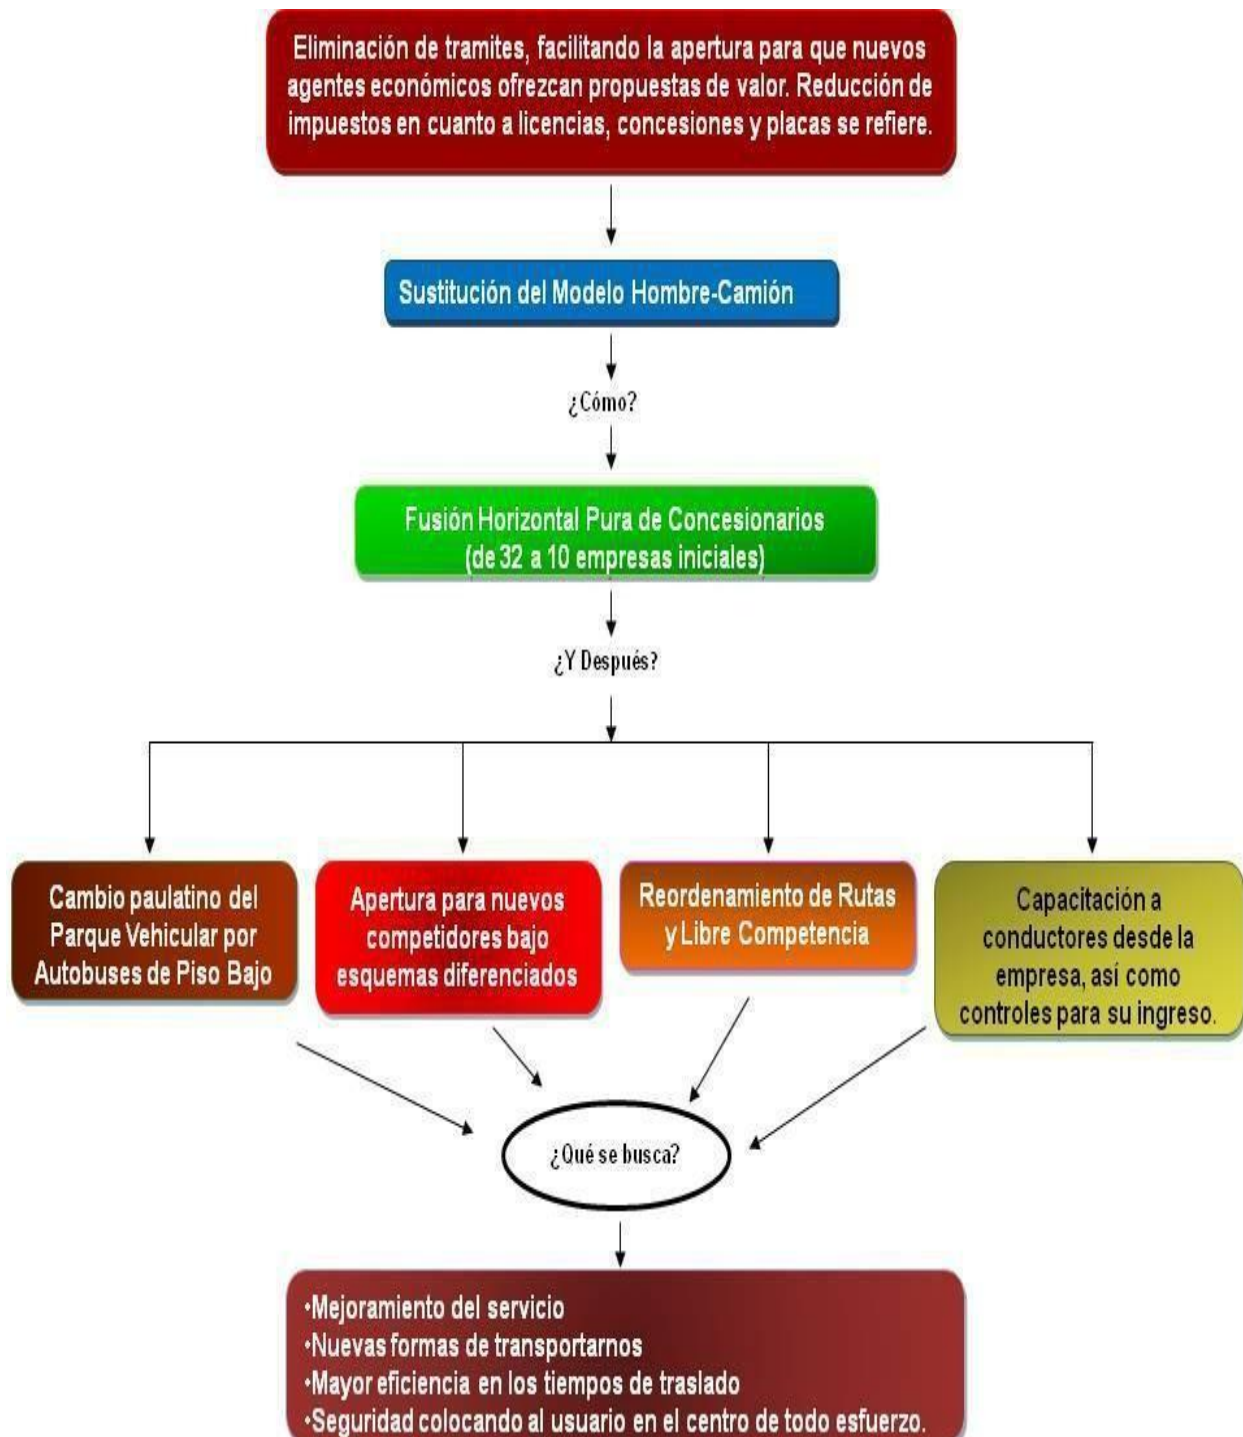 Eliminación de tramites, facilitando la apertura para que nuevos
agentes económicos ofrezcan propuestas de valor. Reducción de
impuestos en cuanto a licencias, concesiones y placas se refiere.
Sustitución del Modelo Hombre-Camión
¿Cómo?
Fusión Horizontal Pura de Concesionarios
(de 32 a 10 empresas iniciales)
¿Y Después?
Cambio paulatino del
Parque Vehicular por
Autobuses de Piso Bajo
Apertura para nuevos
competidores bajo
esquemas diferenciados
Reordenamiento de Rutas
y Libre Competencia
Capacitación a
conductores desde la
empresa, así como
controles para su ingreso.
¿Qué se busca?
•Mejoramiento del servicio
•Nuevas formas de transportarnos
•Mayor eficiencia en los tiempos de traslado
•Seguridad colocando al usuario en el centro de todo esfuerzo.